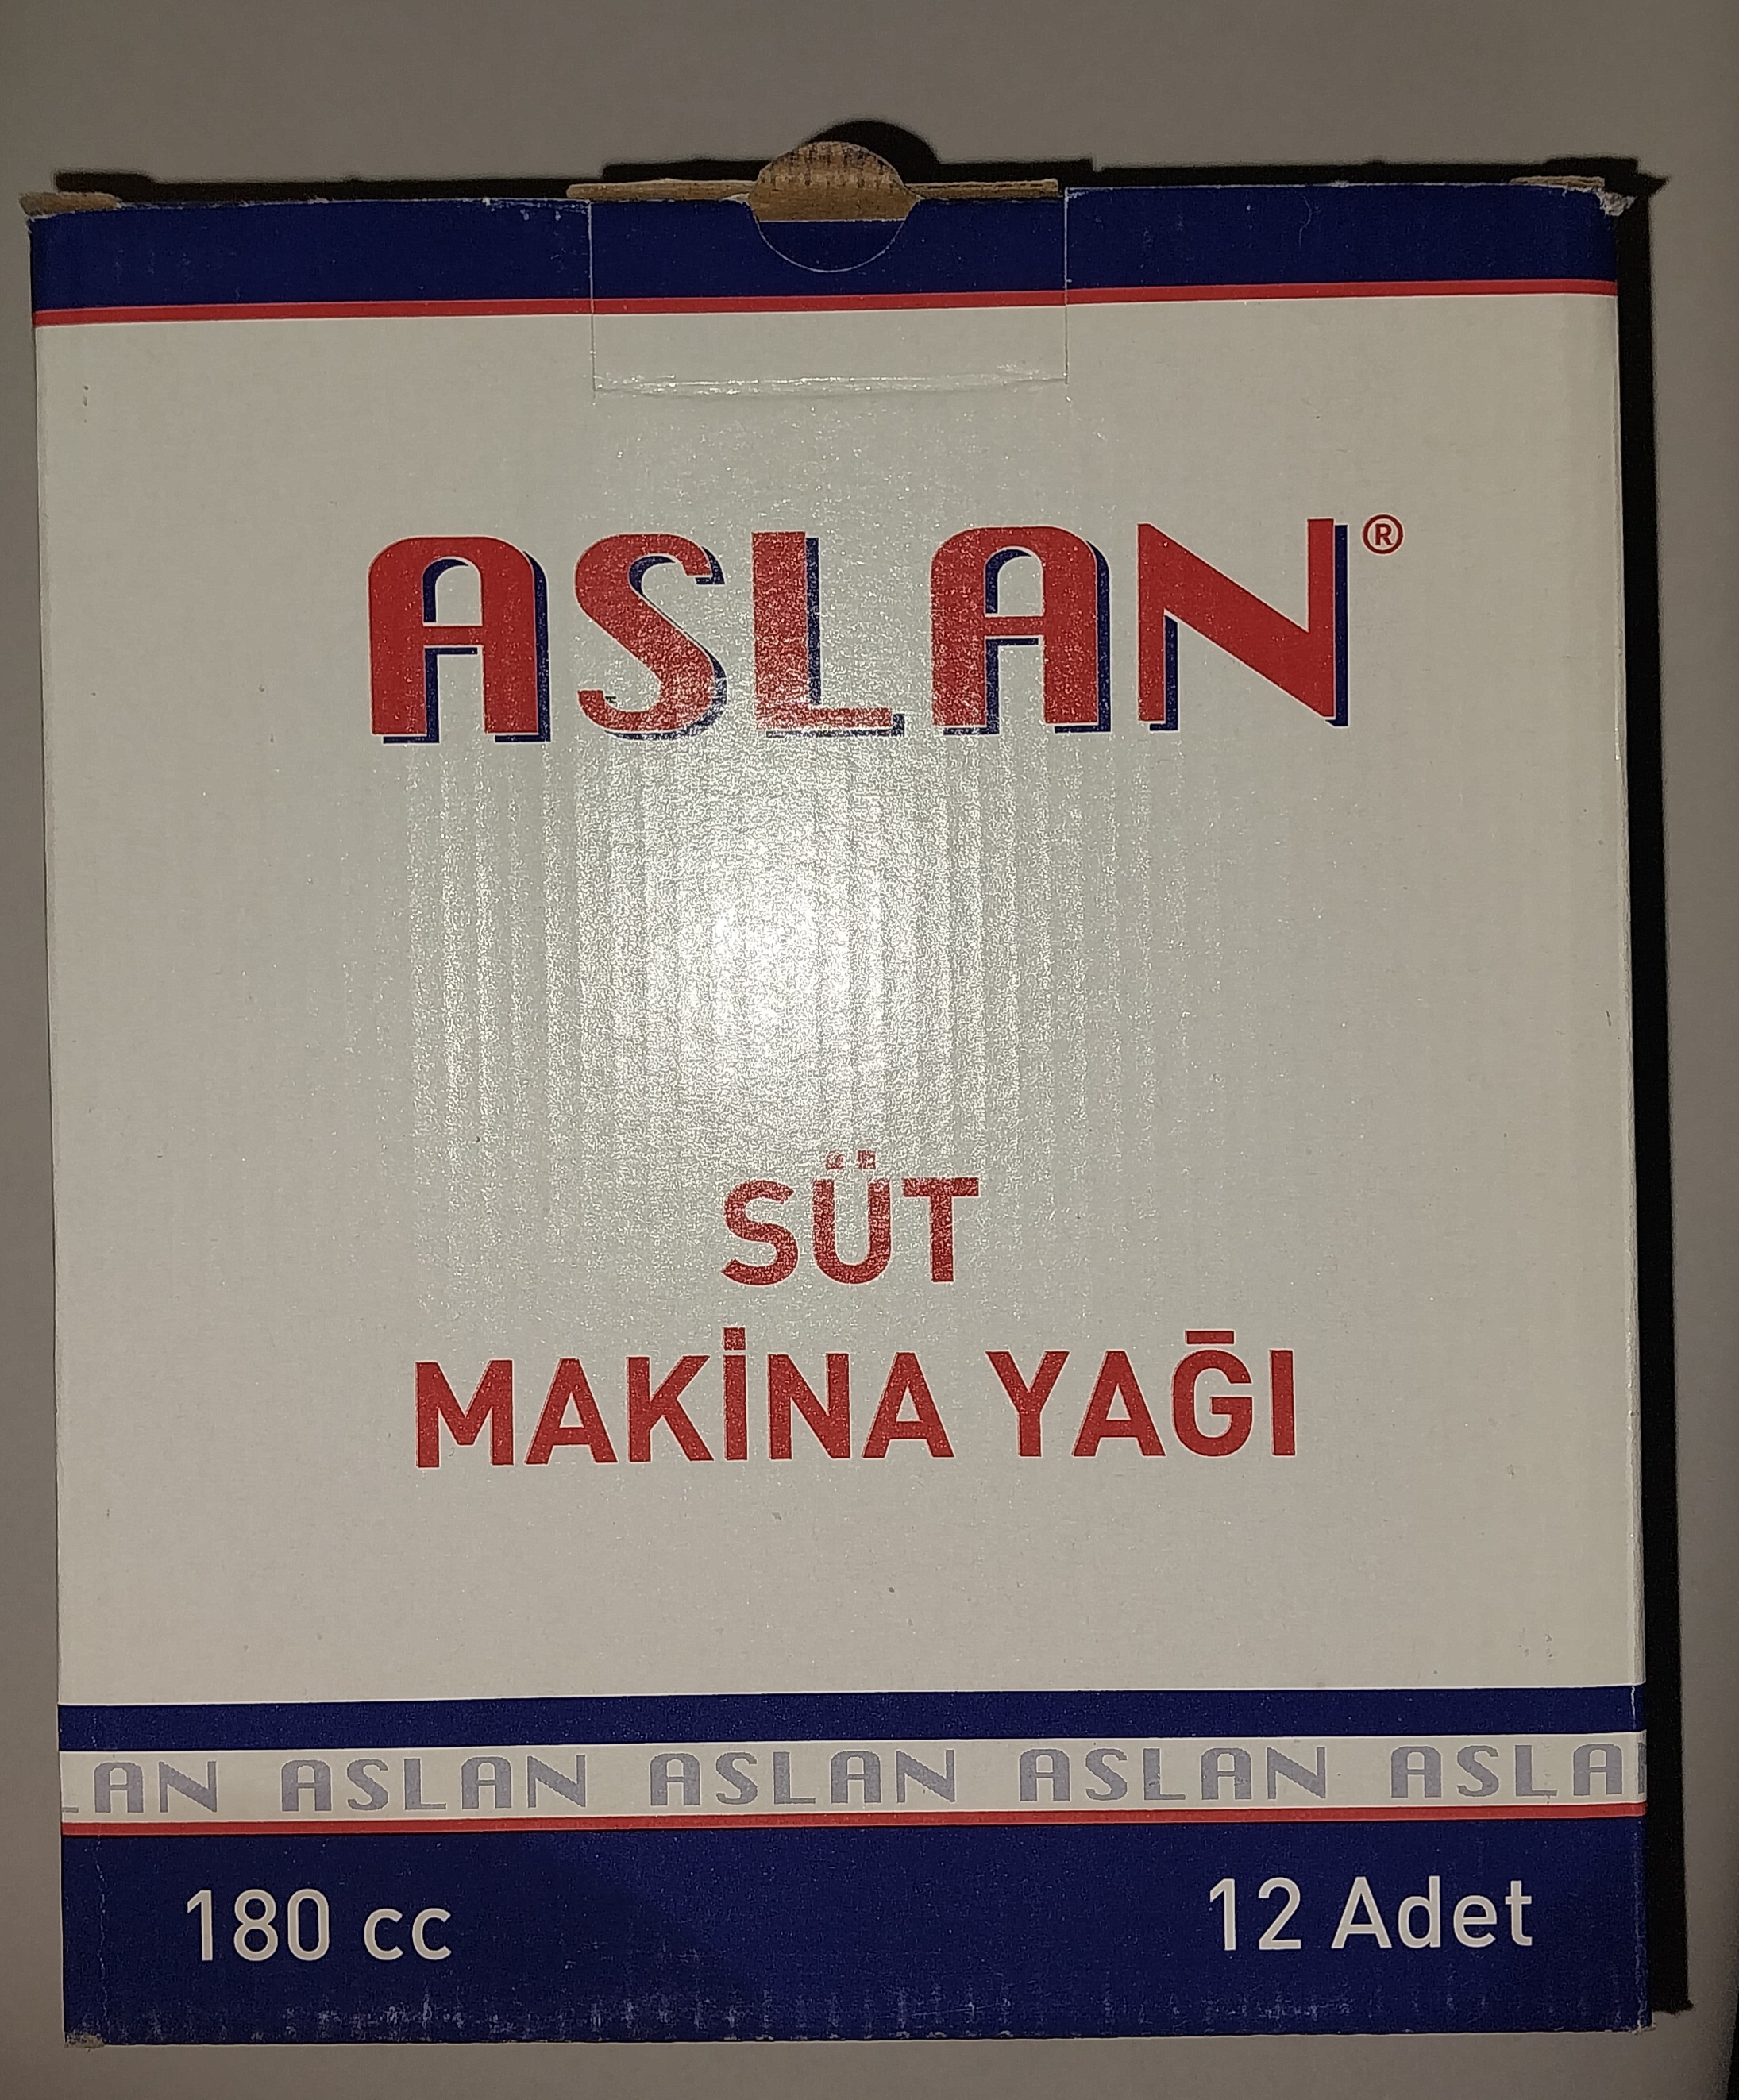 ASLAN®
SÜT
MAKİNA YAĞI
LAN ASLAN ASLAN ASLAN ASLA
180 cc
12 Adet